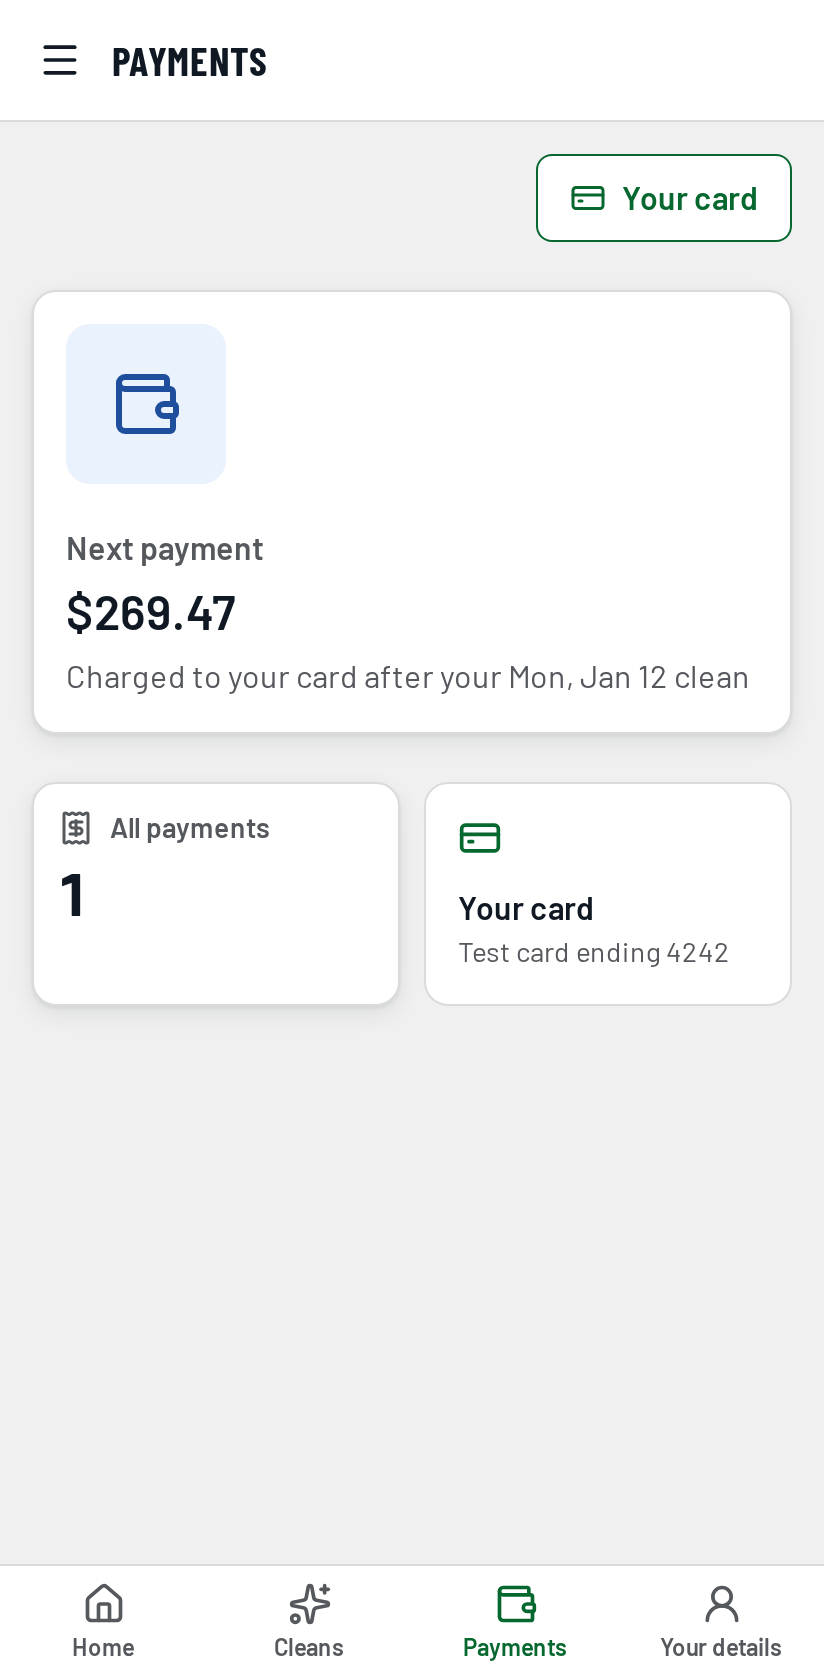 PAYMENTS
Your card
Next payment
$269.47
Charged to your card after your Mon, Jan 12 clean
All payments
1
Your card
Test card ending 4242
Home
Cleans
Payments
Your details